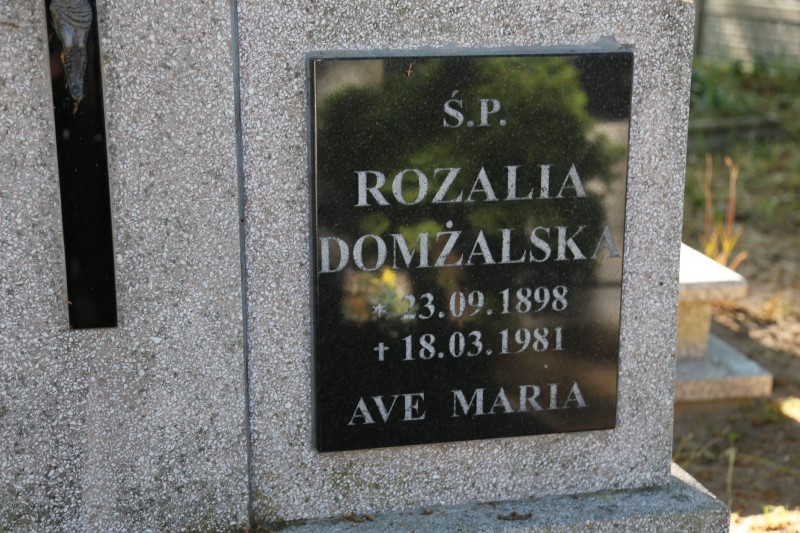 Ś.P.
ROZALIA
DOMŻALSKA
* 23.09.1898
✝ 18.03.1981
AVE MARIA